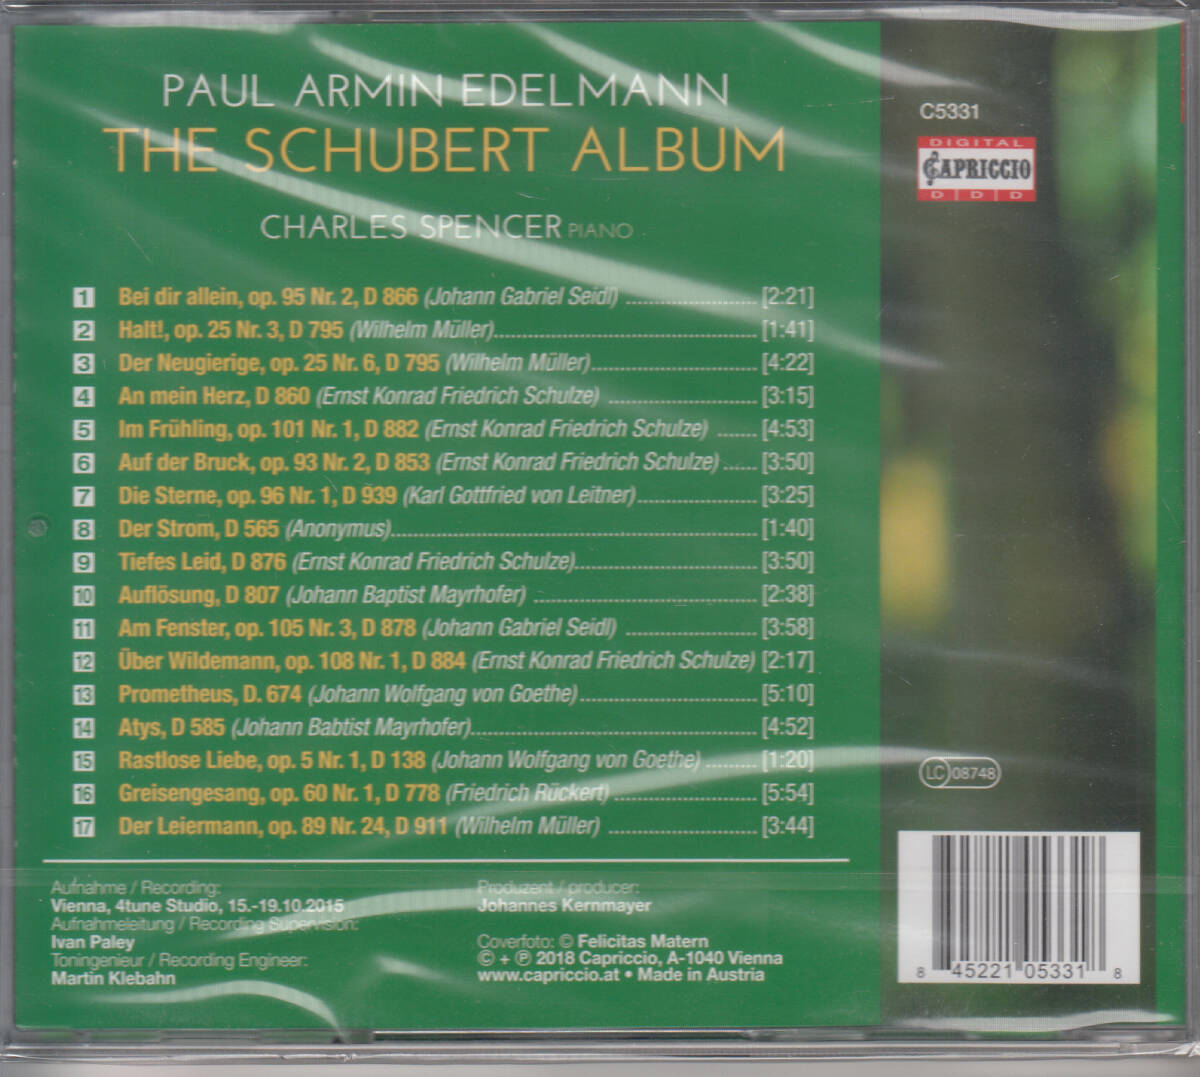 PAUL ARMIN EDELMANN
THE SCHUBERT ALBUM
CHARLES SPENCER PIANO
1 Bei dir allein, op. 95 Nr. 2, D 866 (Johann Gabriel Seidl) [2:21]
2 Halt!, op. 25 Nr. 3, D 795 (Wilhelm Müller) [1:41]
3 Der Neugierige, op. 25 Nr. 6, D 795 (Wilhelm Müller) [4:22]
4 An mein Herz, D 860 (Ernst Konrad Friedrich Schulze) [3:15]
5 Im Frühling, op. 101 Nr. 1, D 882 (Ernst Konrad Friedrich Schulze) [4:53]
6 Auf der Bruck, op. 93 Nr. 2, D 853 (Ernst Konrad Friedrich Schulze) [3:50]
7 Die Sterne, op. 96 Nr. 1, D 939 (Karl Gottfried von Leitner) [3:25]
8 Der Strom, D 565 (Anonymus) [1:40]
9 Tiefes Leid, D 876 (Ernst Konrad Friedrich Schulze) [3:50]
10 Auflösung, D 807 (Johann Baptist Mayrhofer) [2:38]
11 Am Fenster, op. 105 Nr. 3, D 878 (Johann Gabriel Seidl) [3:58]
12 Über Wildemann, op. 108 Nr. 1, D 884 (Ernst Konrad Friedrich Schulze) [2:17]
13 Prometheus, D. 674 (Johann Wolfgang von Goethe) [5:10]
14 Atys, D 585 (Johann Babtist Mayrhofer) [4:52]
15 Rastlose Liebe, op. 5 Nr. 1, D 138 (Johann Wolfgang von Goethe) [1:20]
16 Greisengesang, op. 60 Nr. 1, D 778 (Friedrich Rückert) [5:54]
17 Der Leiermann, op. 89 Nr. 24, D 911 (Wilhelm Müller) [3:44]
Aufnahme / Recording:
Vienna, 4tune Studio, 15.-19.10.2015
Aufnahmeleitung / Recording Supervision:
Ivan Paley
Toningenieur / Recording Engineer:
Martin Klebahn
Produzent / producer:
Johannes Kernmayer
Coverfoto: © Felicitas Matern
© + ℗ 2018 Capriccio, A-1040 Vienna
www.capriccio.at • Made in Austria
C5331
DIGITAL
CAPRICCIO
D|D|D
LC 08748
8 45221 05331 8